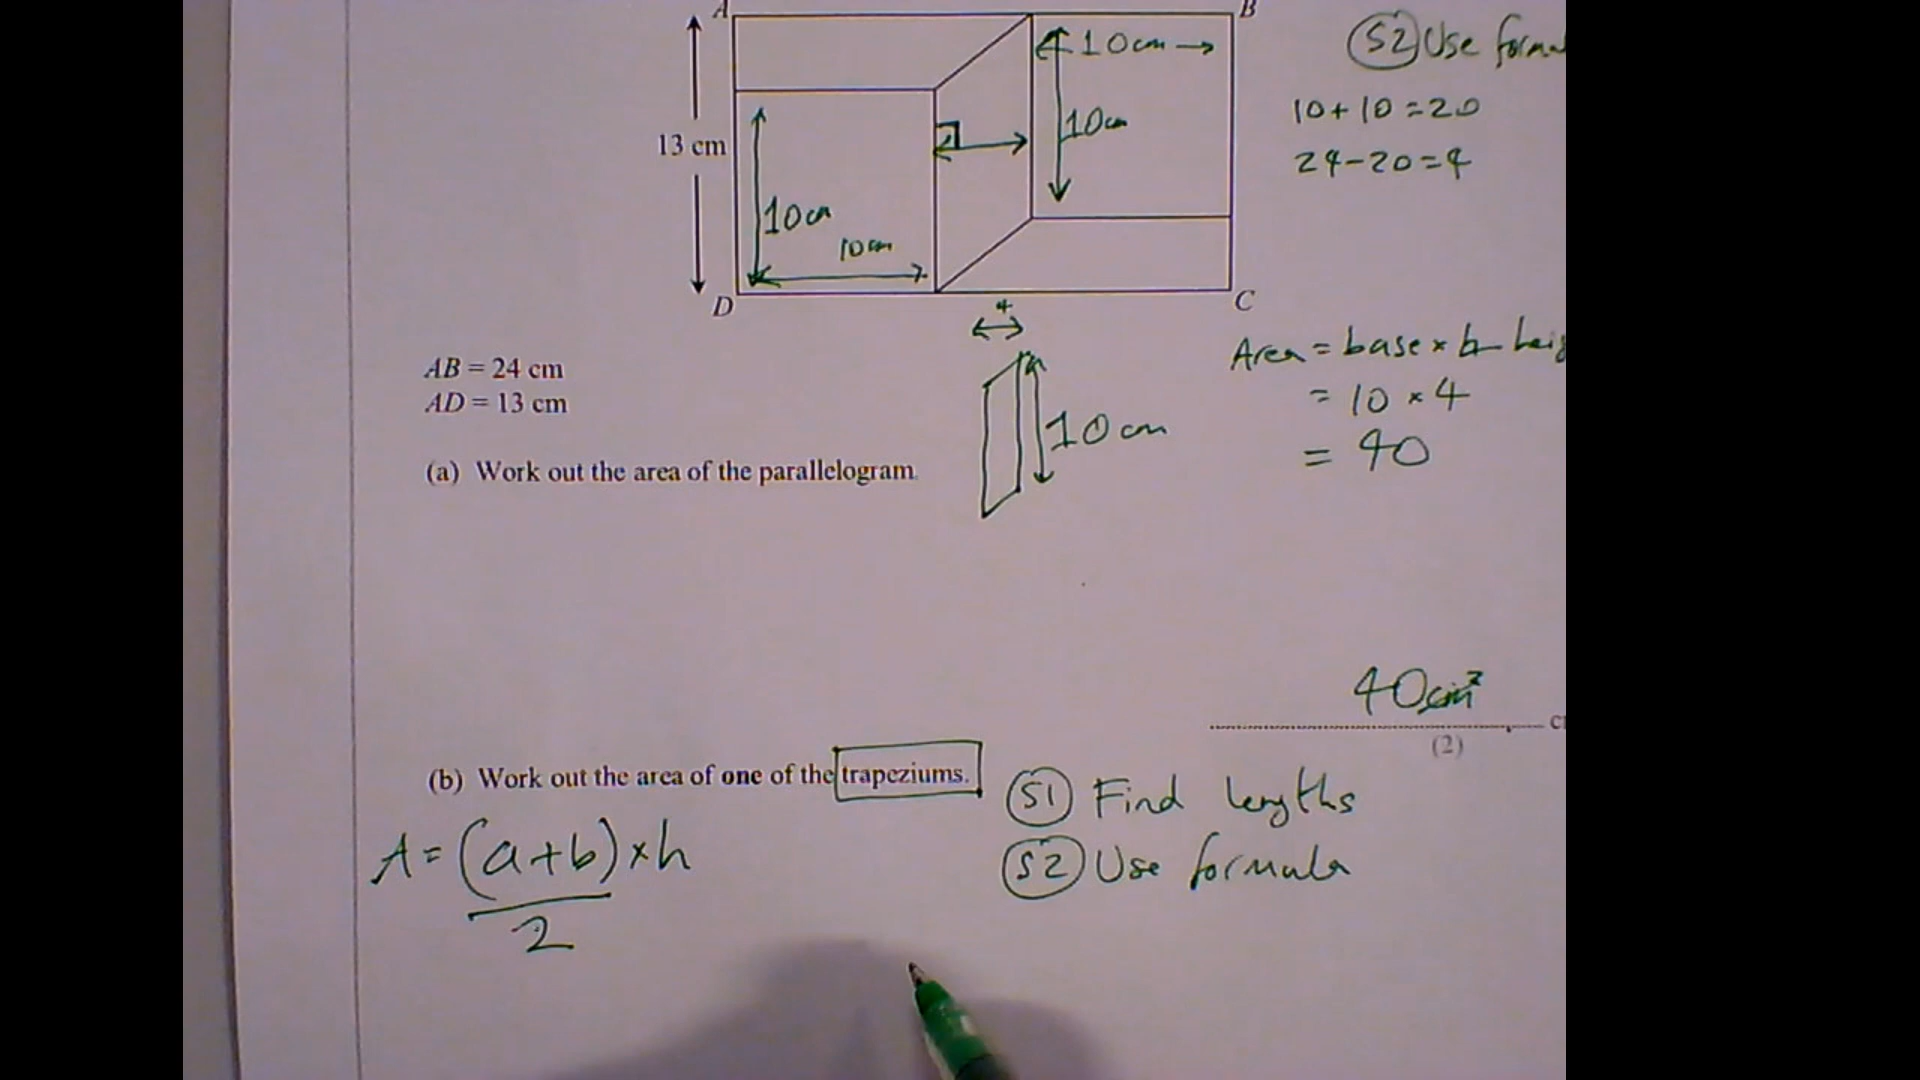 A
B
S2 Use
10cm
10+10=20
24-20=4
10cm
13 cm
10cm
10cm
D
C
4
AB = 24 cm
AD = 13 cm
Area = base × h
= 10 × 4
= 40
10cm
(a) Work out the area of the parallelogram.
40cm²
(2)
(b) Work out the area of one of the trapeziums.
S1 Find lengths
S2 Use formula
A = (a+b) × h
2